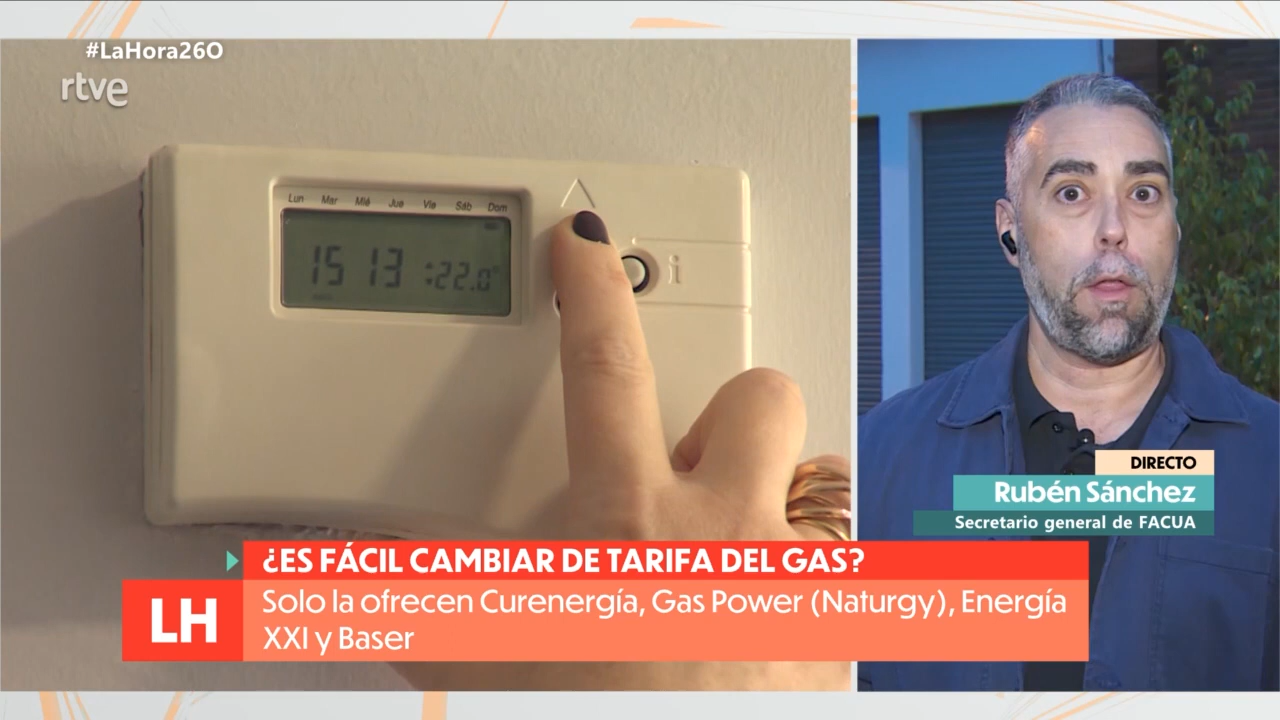 #LaHora26O
rtve
Lun Mar Mié Jue Vie Sáb Dom
15 13 :22.0°
i
DIRECTO
Rubén Sánchez
Secretario general de FACUA
¿ES FÁCIL CAMBIAR DE TARIFA DEL GAS?
LH
Solo la ofrecen Curenergía, Gas Power (Naturgy), Energía
XXI y Baser